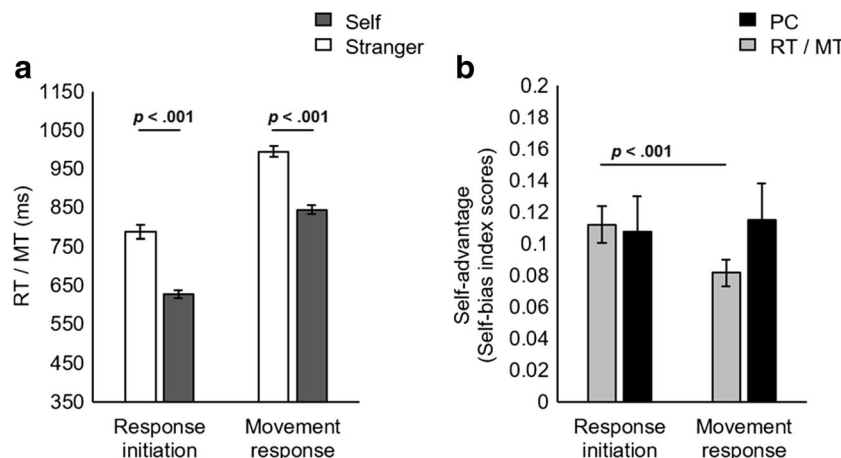 Self
Stranger
a
1150
1050
950
850
750
650
550
450
350
RT / MT (ms)
p < .001
p < .001
Response
initiation
Movement
response
PC
RT / MT
b
0.2
0.18
0.16
0.14
0.12
0.1
0.08
0.06
0.04
0.02
0
Self-advantage
(Self-bias index scores)
p < .001
Response
initiation
Movement
response